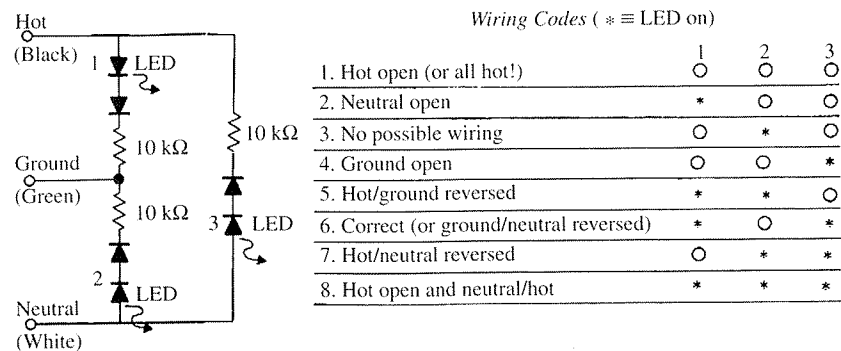 Hot
(Black)
1
LED
10 kΩ
10 kΩ
Ground
(Green)
10 kΩ
3
LED
2
LED
Neutral
(White)
Wiring Codes ( * ≡ LED on)
1 2 3
1. Hot open (or all hot!) O O O
2. Neutral open * O O
3. No possible wiring O * O
4. Ground open O O *
5. Hot/ground reversed * * O
6. Correct (or ground/neutral reversed) * O *
7. Hot/neutral reversed O * *
8. Hot open and neutral/hot * * *